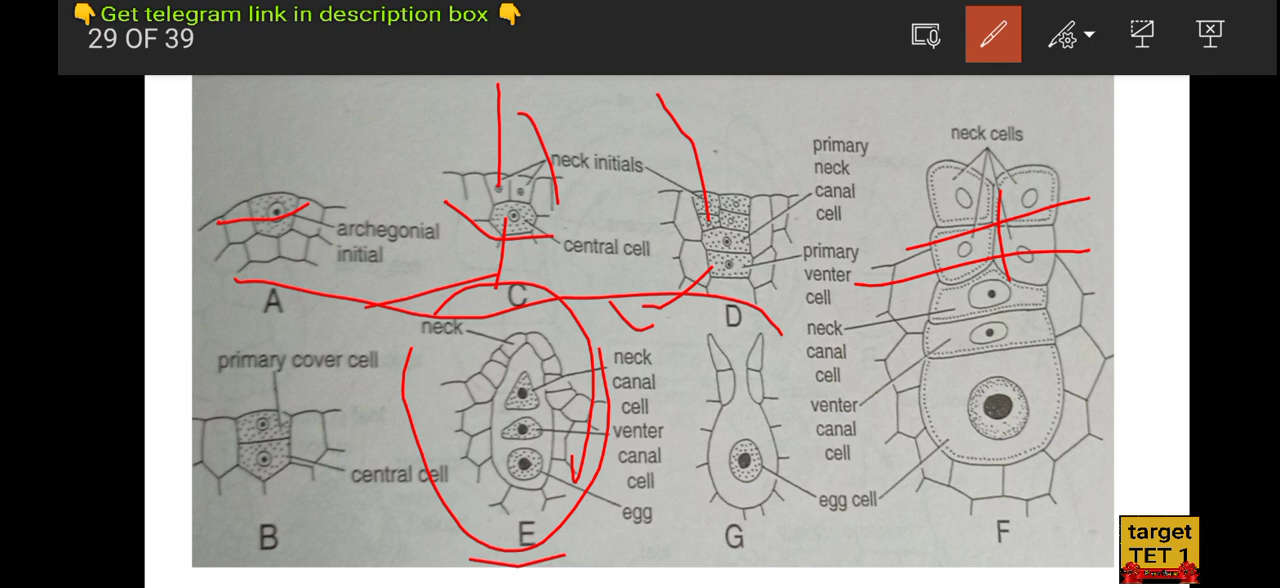 👇Get telegram link in description box 👇
29 OF 39
neck cells
primary
neck
canal
cell
neck initials
archegonial
initial
central cell
primary
venter
cell
A
C
D
neck
neck
canal
cell
primary cover cell
neck
canal
cell
venter
canal
cell
venter
canal
cell
central cell
egg cell
egg
B
E
G
F
target
TET 1